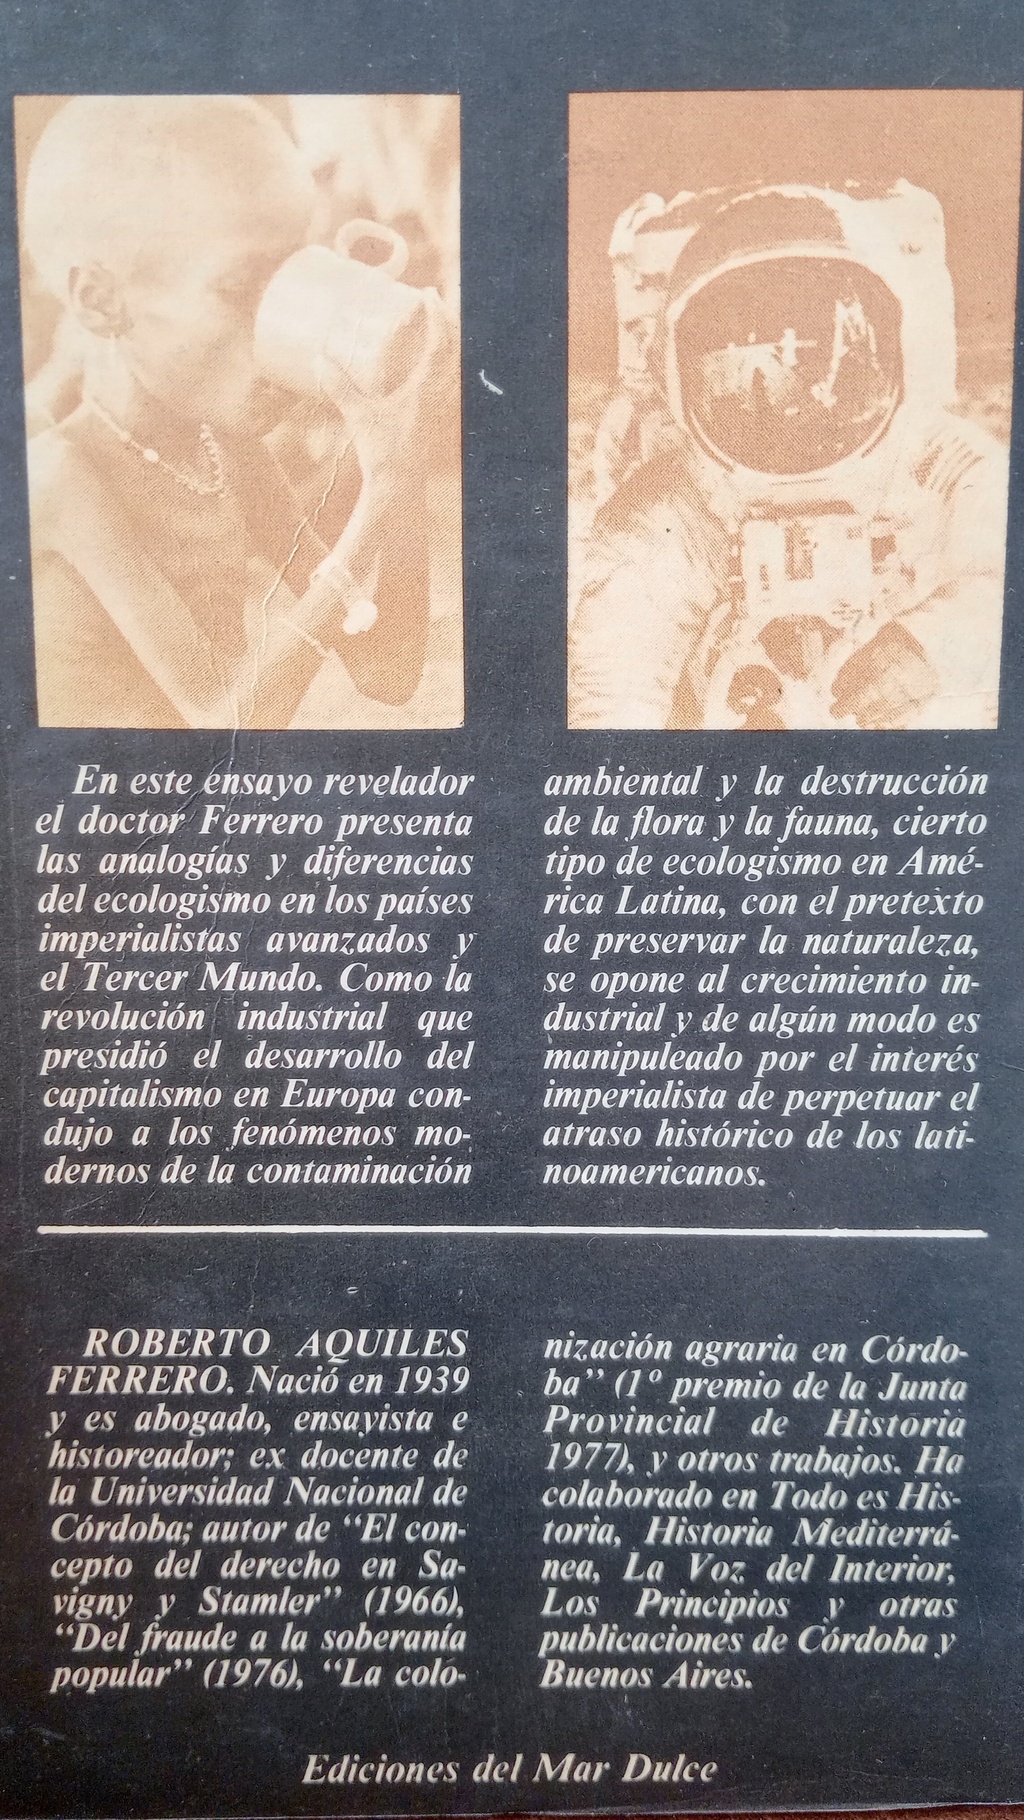 En este ensayo revelador
el doctor Ferrero presenta
las analogías y diferencias
del ecologismo en los países
imperialistas avanzados y
el Tercer Mundo. Como la
revolución industrial que
presidió el desarrollo del
capitalismo en Europa con-
dujo a los fenómenos mo-
dernos de la contaminación
ambiental y la destrucción
de la flora y la fauna, cierto
tipo de ecologismo en Amé-
rica Latina, con el pretexto
de preservar la naturaleza,
se opone al crecimiento in-
dustrial y de algún modo es
manipuleado por el interés
imperialista de perpetuar el
atraso histórico de los lati-
noamericanos.
ROBERTO AQUILES
FERRERO. Nació en 1939
y es abogado, ensayista e
historeador; ex docente de
la Universidad Nacional de
Córdoba; autor de “El con-
cepto del derecho en Sa-
vigny y Stamler” (1966),
“Del fraude a la soberanía
popular” (1976), “La colo-
nización agraria en Córdo-
ba” (1º premio de la Junta
Provincial de Historia
1977), y otros trabajos. Ha
colaborado en Todo es His-
toria, Historia Mediterrá-
nea, La Voz del Interior,
Los Principios y otras
publicaciones de Córdoba y
Buenos Aires.
Ediciones del Mar Dulce